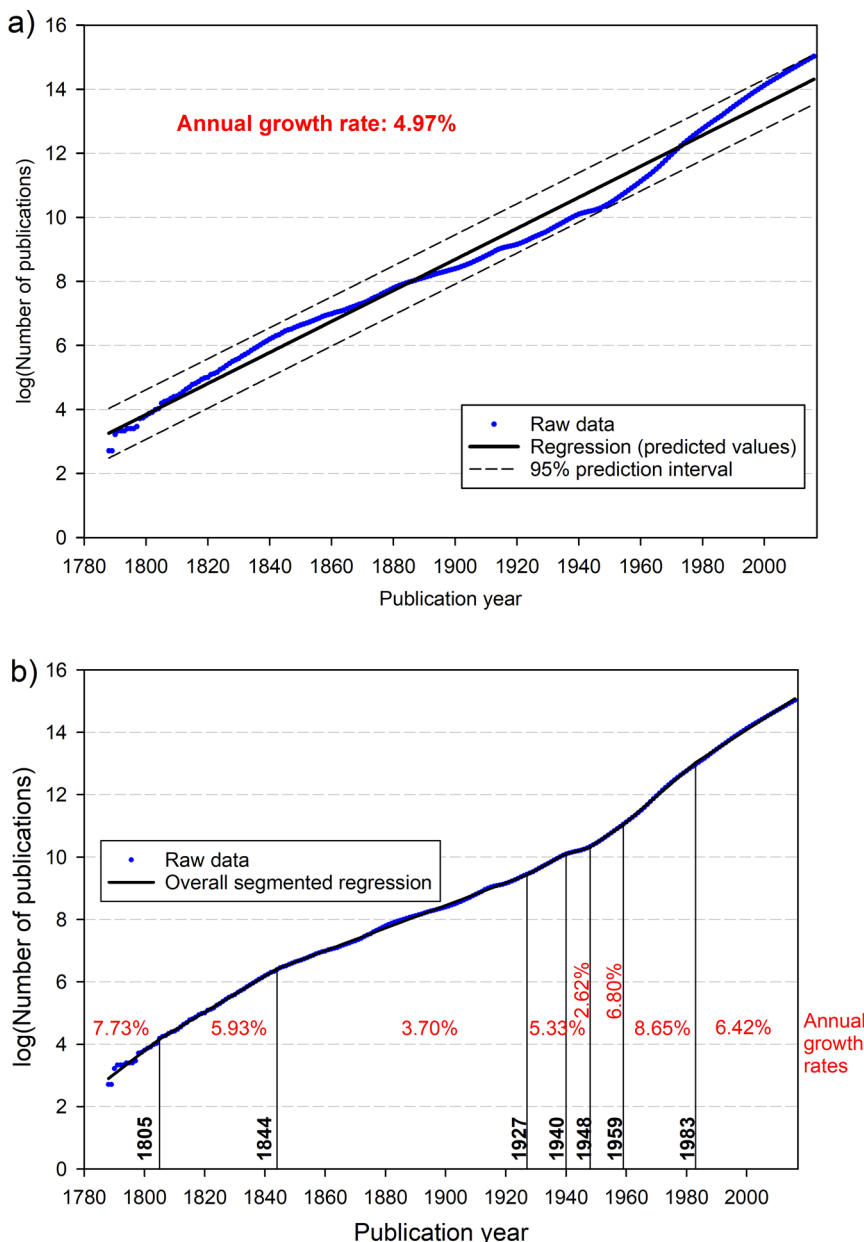 a)
16
14
12
10
8
6
4
2
0
log(Number of publications)
Annual growth rate: 4.97%
Raw data
Regression (predicted values)
95% prediction interval
1780 1800 1820 1840 1860 1880 1900 1920 1940 1960 1980 2000
Publication year
b)
16
14
12
10
8
6
4
2
0
log(Number of publications)
Raw data
Overall segmented regression
7.73% 5.93% 3.70% 5.33% 2.62% 6.80% 8.65% 6.42%
Annual
growth
rates
1805 1844 1927 1940 1948 1959 1983
1780 1800 1820 1840 1860 1880 1900 1920 1940 1960 1980 2000
Publication year